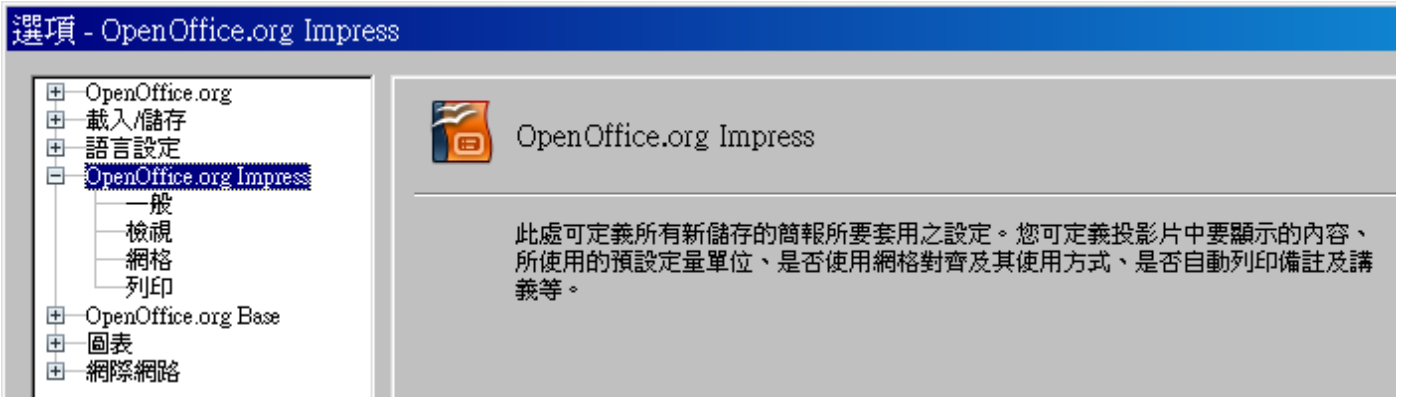 選項 - OpenOffice.org Impress
OpenOffice.org
載入/儲存
語言設定
OpenOffice.org Impress
一般
檢視
網格
列印
OpenOffice.org Base
圖表
網際網路
OpenOffice.org Impress
此處可定義所有新儲存的簡報所要套用之設定。您可定義投影片中要顯示的內容、
所使用的預設定量單位、是否使用網格對齊及其使用方式、是否自動列印備註及講
義等。